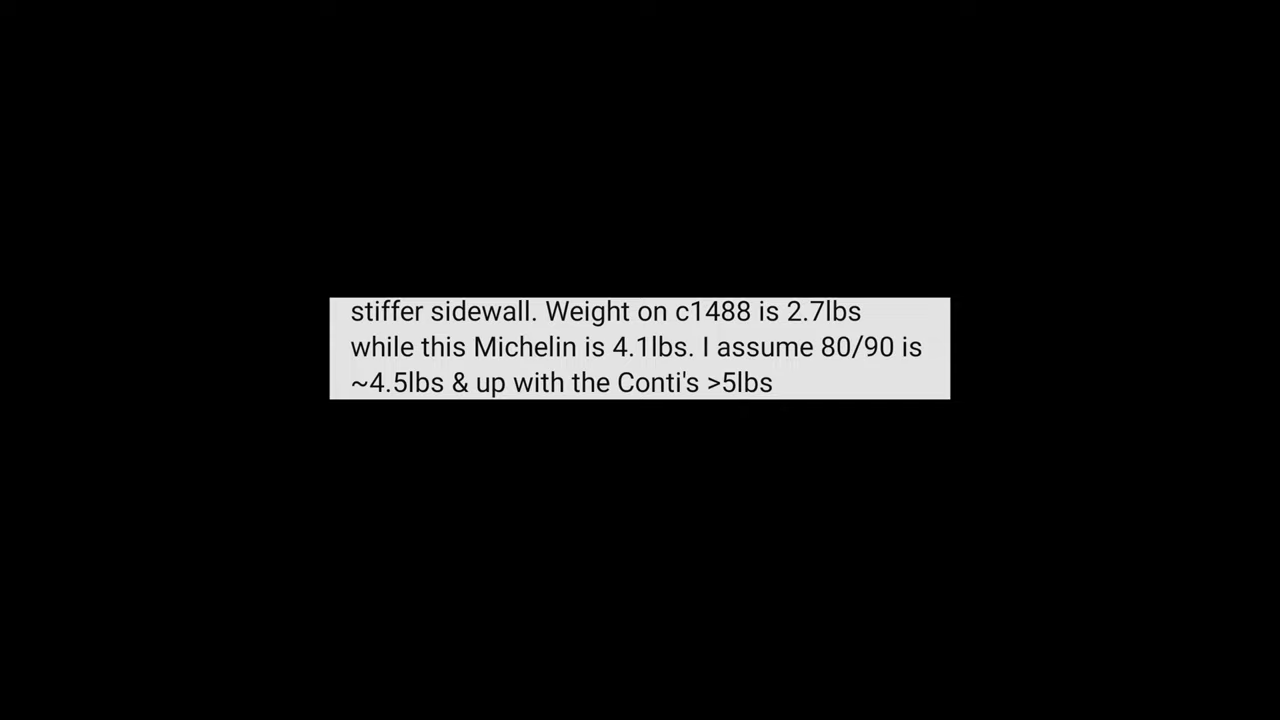 stiffer sidewall. Weight on c1488 is 2.7lbs
while this Michelin is 4.1lbs. I assume 80/90 is
~4.5lbs & up with the Conti's >5lbs